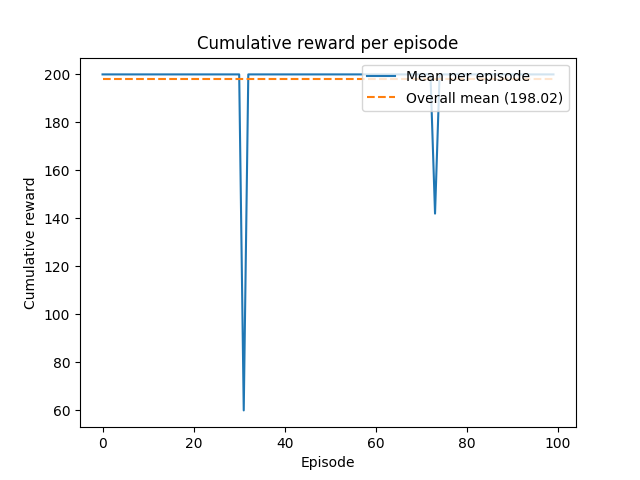 Cumulative reward per episode
Mean per episode
Overall mean (198.02)
200
180
160
140
120
100
80
60
Cumulative reward
0 20 40 60 80 100
Episode